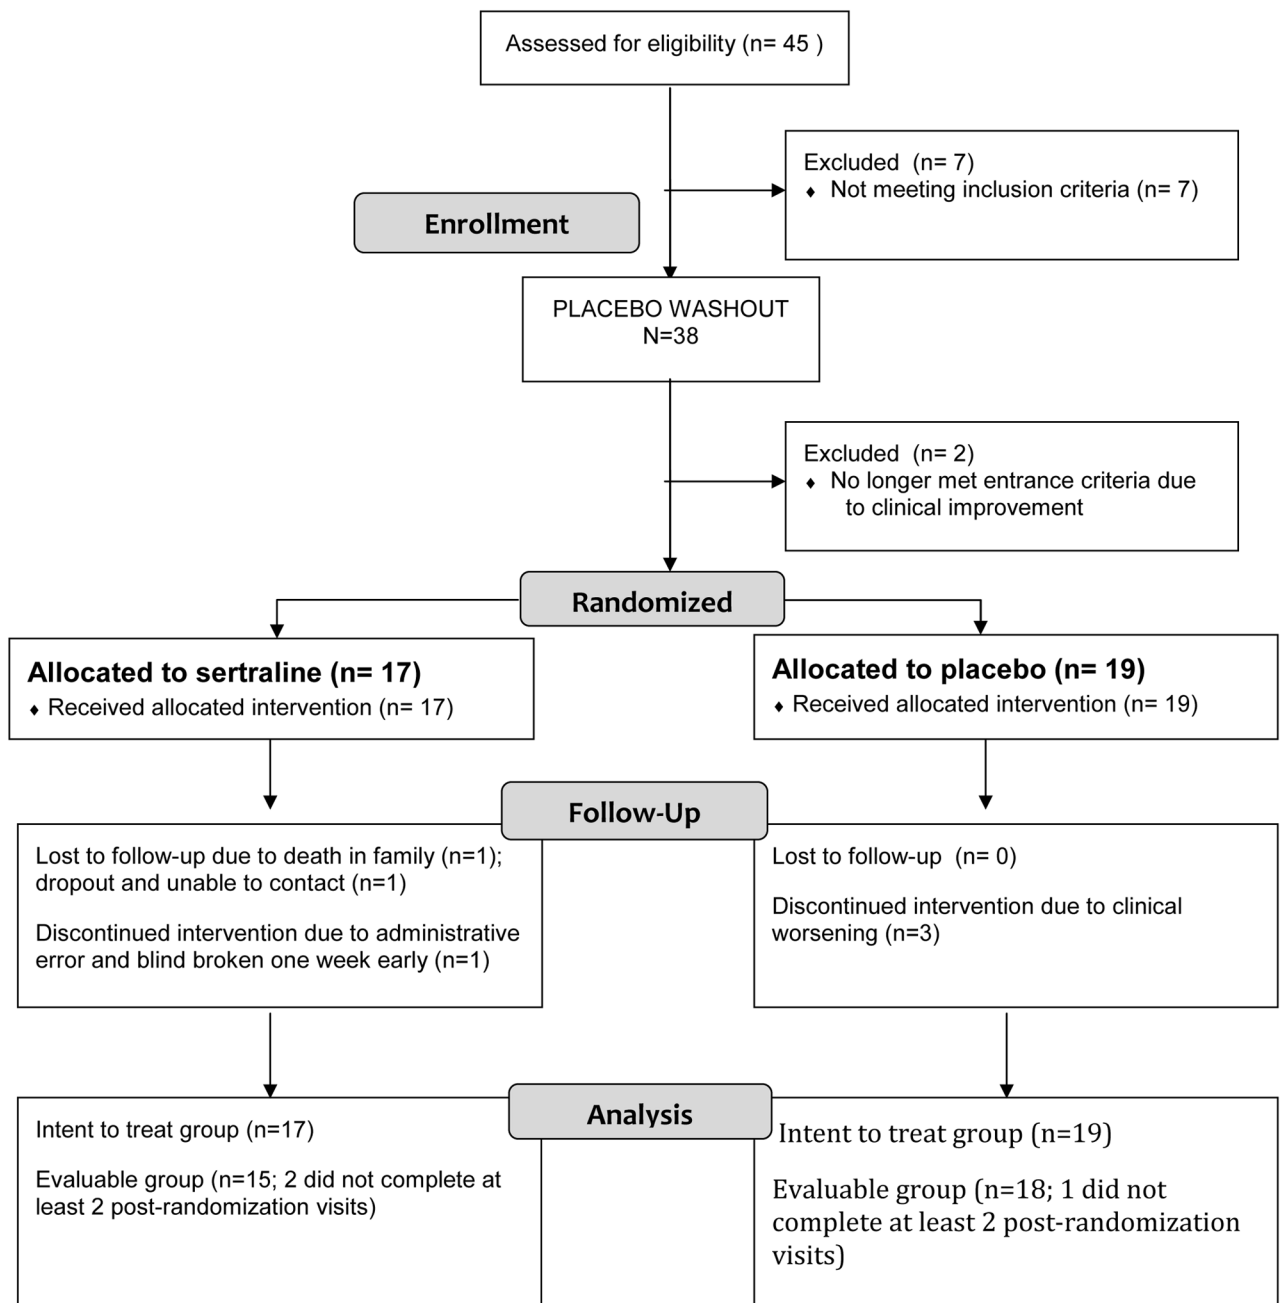 Assessed for eligibility (n= 45 )
Excluded  (n= 7)
♦ Not meeting inclusion criteria (n= 7)
Enrollment
PLACEBO WASHOUT
N=38
Excluded  (n= 2)
♦ No longer met entrance criteria due
to clinical improvement
Randomized
Allocated to sertraline (n= 17)
♦ Received allocated intervention (n= 17)
Allocated to placebo (n= 19)
♦ Received allocated intervention (n= 19)
Follow-Up
Lost to follow-up due to death in family (n=1);
dropout and unable to contact (n=1)
Discontinued intervention due to administrative
error and blind broken one week early (n=1)
Lost to follow-up  (n= 0)
Discontinued intervention due to clinical
worsening (n=3)
Analysis
Intent to treat group (n=17)
Evaluable group (n=15; 2 did not complete at
least 2 post-randomization visits)
Intent to treat group (n=19)
Evaluable group (n=18; 1 did not
complete at least 2 post-randomization
visits)